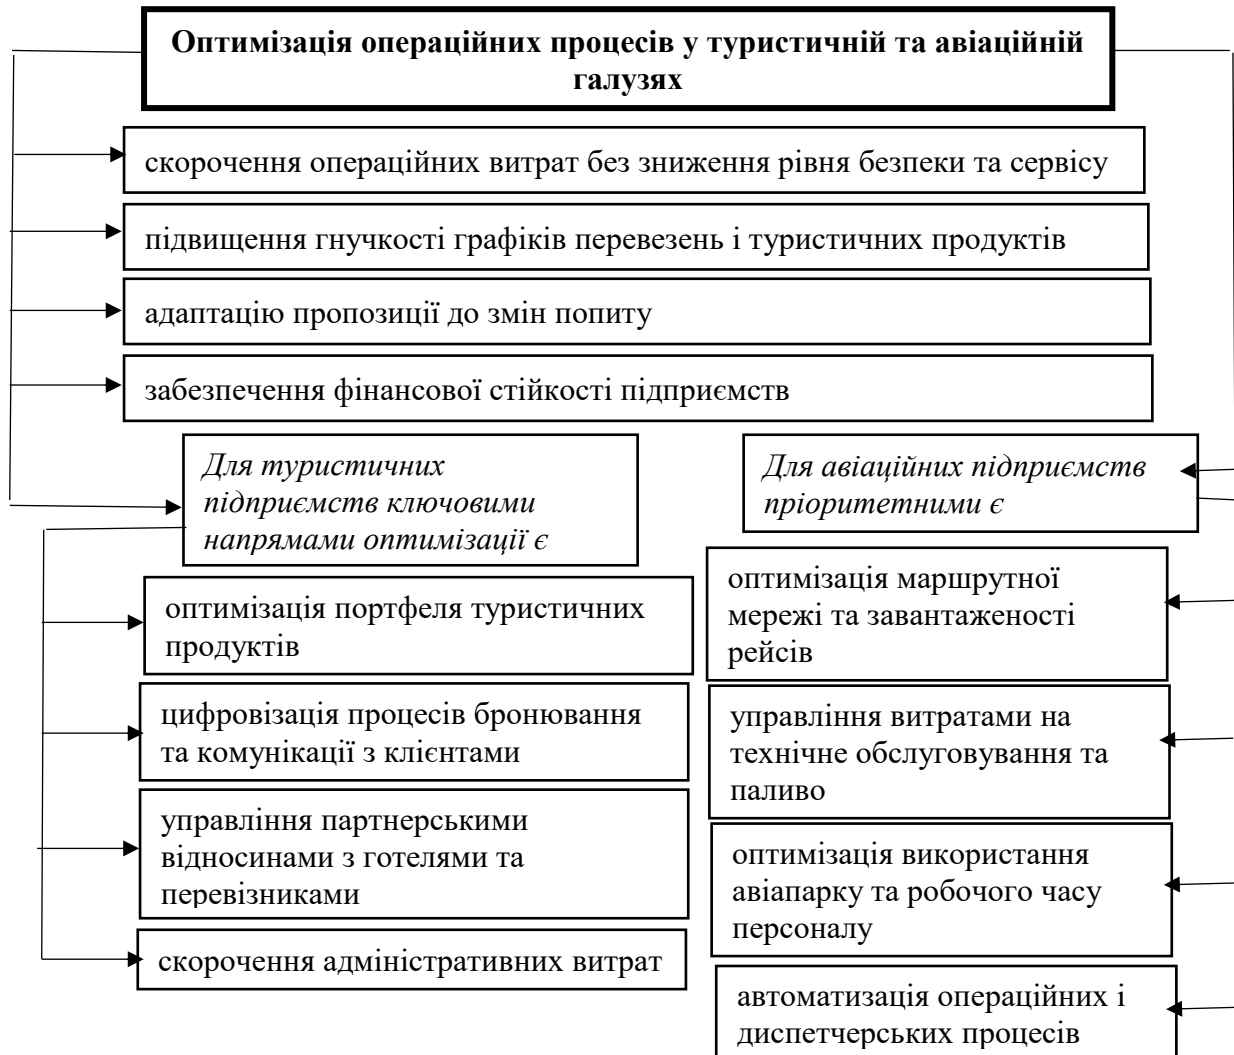 Оптимізація операційних процесів у туристичній та авіаційній
галузях
скорочення операційних витрат без зниження рівня безпеки та сервісу
підвищення гнучкості графіків перевезень і туристичних продуктів
адаптацію пропозиції до змін попиту
забезпечення фінансової стійкості підприємств
Для туристичних
підприємств ключовими
напрямами оптимізації є
оптимізація портфеля туристичних
продуктів
цифровізація процесів бронювання
та комунікації з клієнтами
управління партнерськими
відносинами з готелями та
перевізниками
скорочення адміністративних витрат
Для авіаційних підприємств
пріоритетними є
оптимізація маршрутної
мережі та завантаженості
рейсів
управління витратами на
технічне обслуговування та
паливо
оптимізація використання
авіапарку та робочого часу
персоналу
автоматизація операційних і
диспетчерських процесів